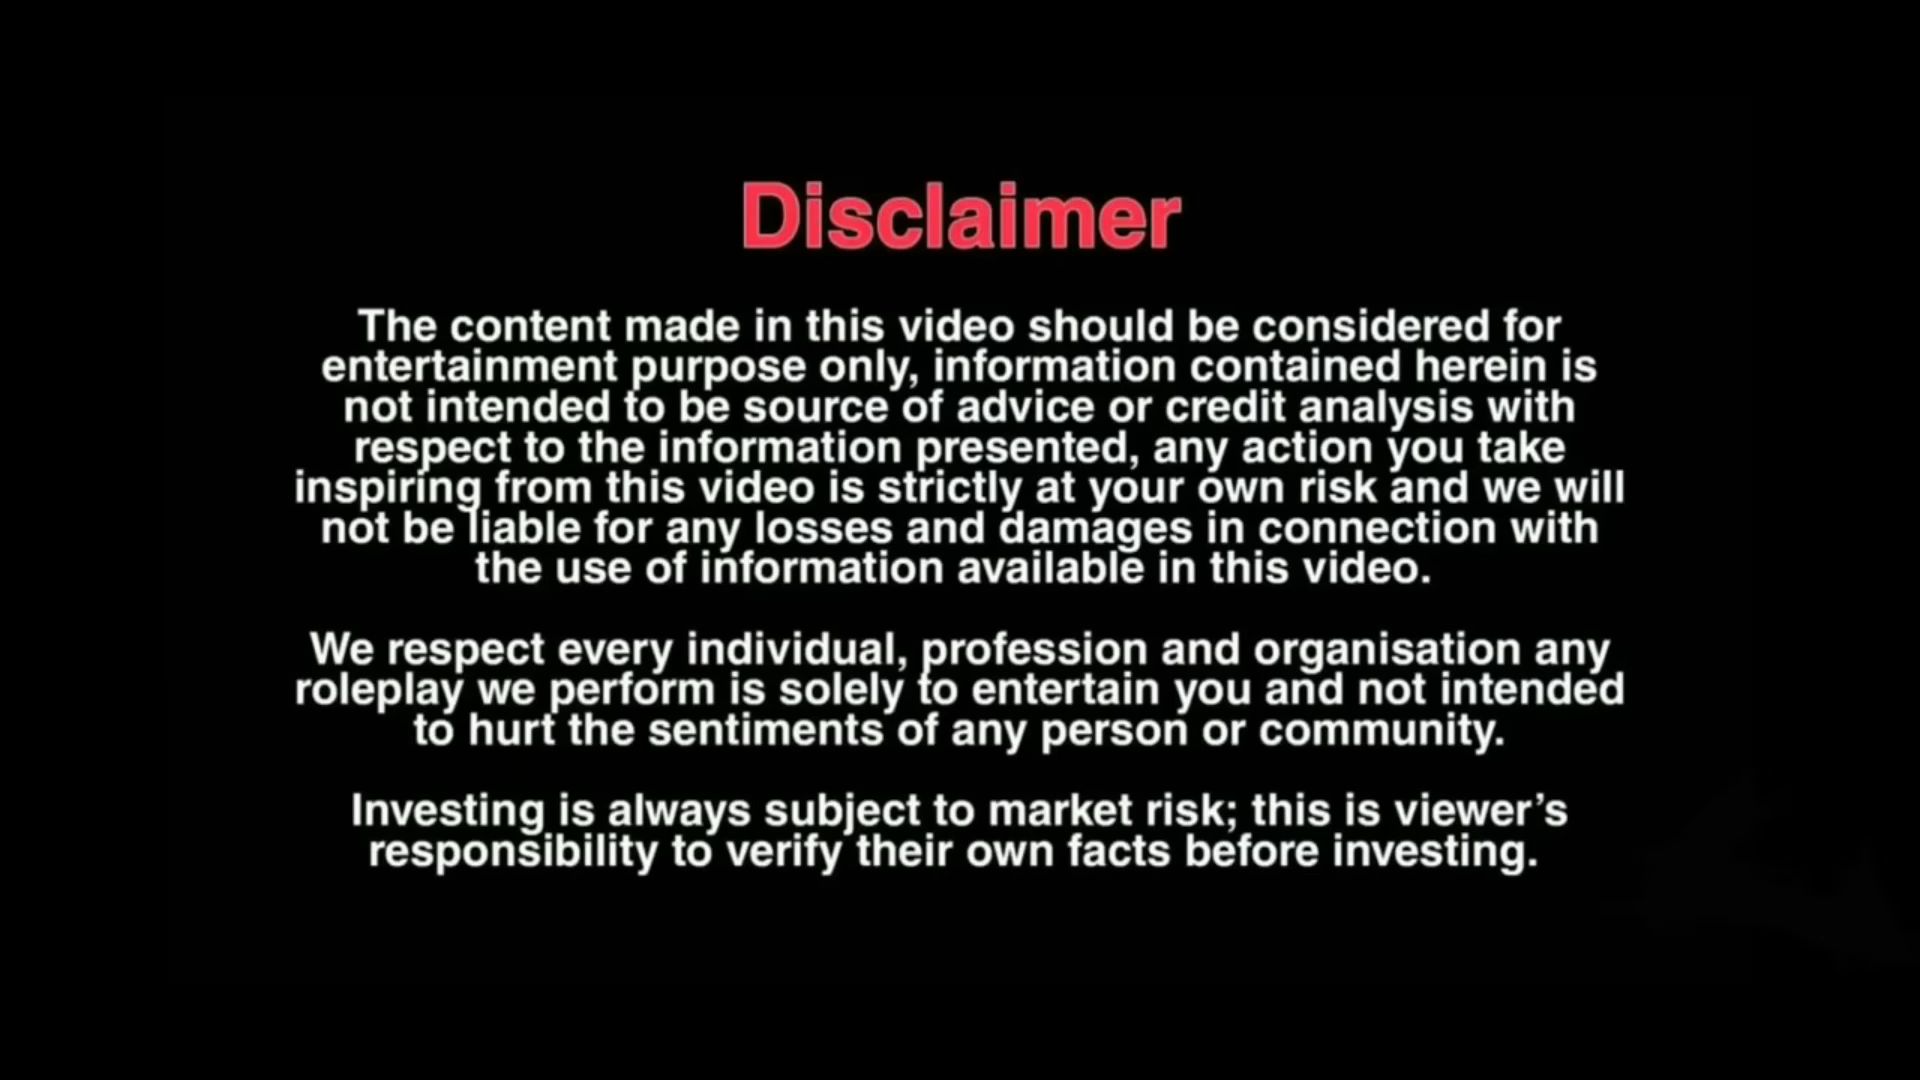 Disclaimer
The content made in this video should be considered for
entertainment purpose only, information contained herein is
not intended to be source of advice or credit analysis with
respect to the information presented, any action you take
inspiring from this video is strictly at your own risk and we will
not be liable for any losses and damages in connection with
the use of information available in this video.
We respect every individual, profession and organisation any
roleplay we perform is solely to entertain you and not intended
to hurt the sentiments of any person or community.
Investing is always subject to market risk; this is viewer’s
responsibility to verify their own facts before investing.